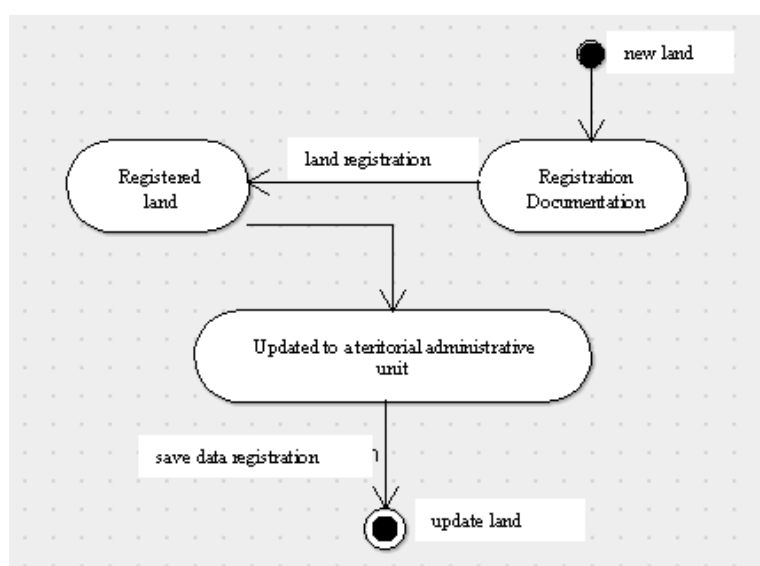 new land
land registration
Registered
land
Registration
Documentation
Updated to a teritorial administrative
unit
save data registration
update land